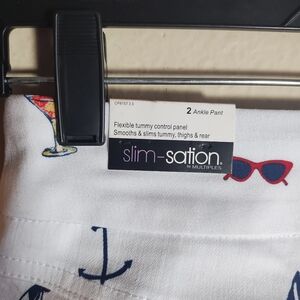 2 Ankle Pant
Flexible tummy control panel
Smooths & slims tummy, thighs & rear
slim-sation
by MULTIPLES